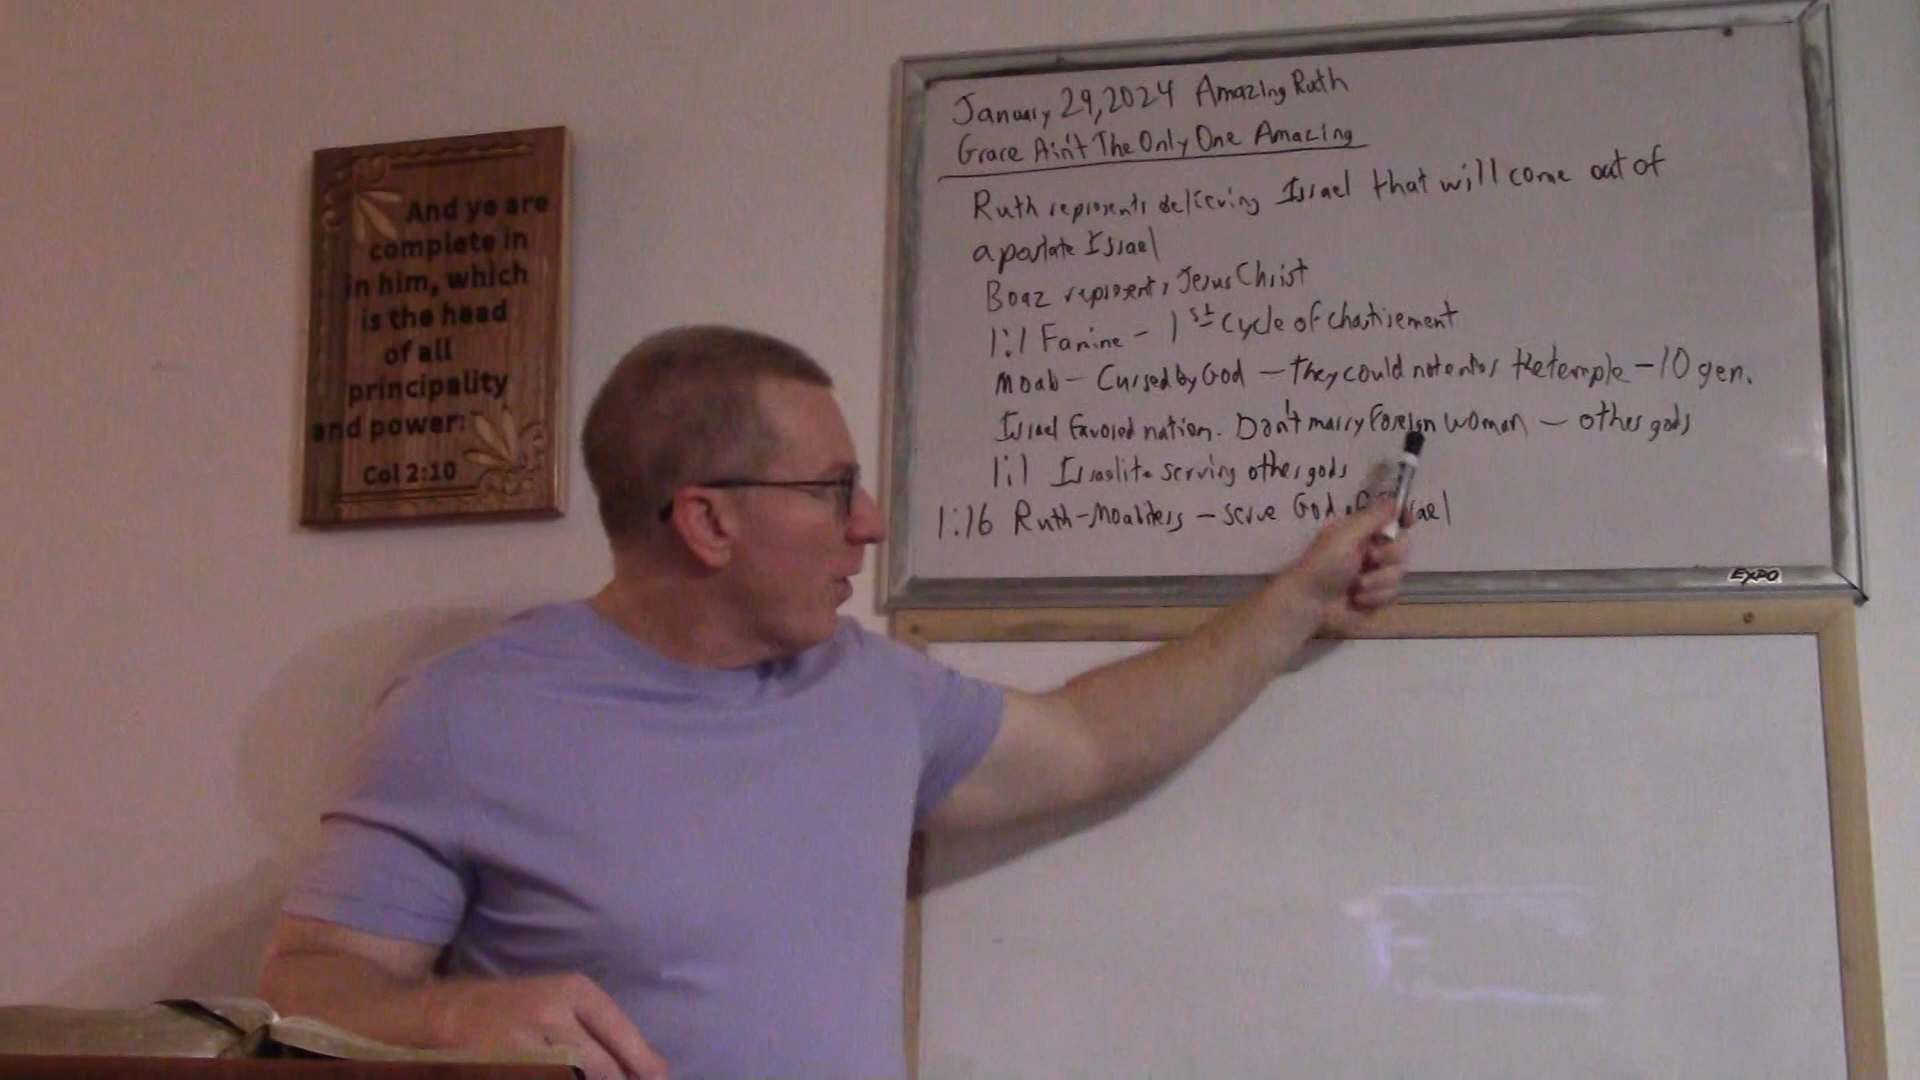 And ye are
complete in
in him, which
is the head
of all
principality
and power:
Col 2:10
January 29, 2024 Amazing Ruth
Grace Ain't The Only One Amazing
Ruth represents believing Israel that will come out of
apostate Israel
Boaz represents Jesus Christ
1:1 Famine - 1st Cycle of chastisement
Moab - Cursed by God - they could not enter the temple - 10 gen.
Israel favored nation. Don't marry foreign woman - other gods
1:1 Israelite serving other gods
1:16 Ruth - Moabitess - serve God of
EXPO